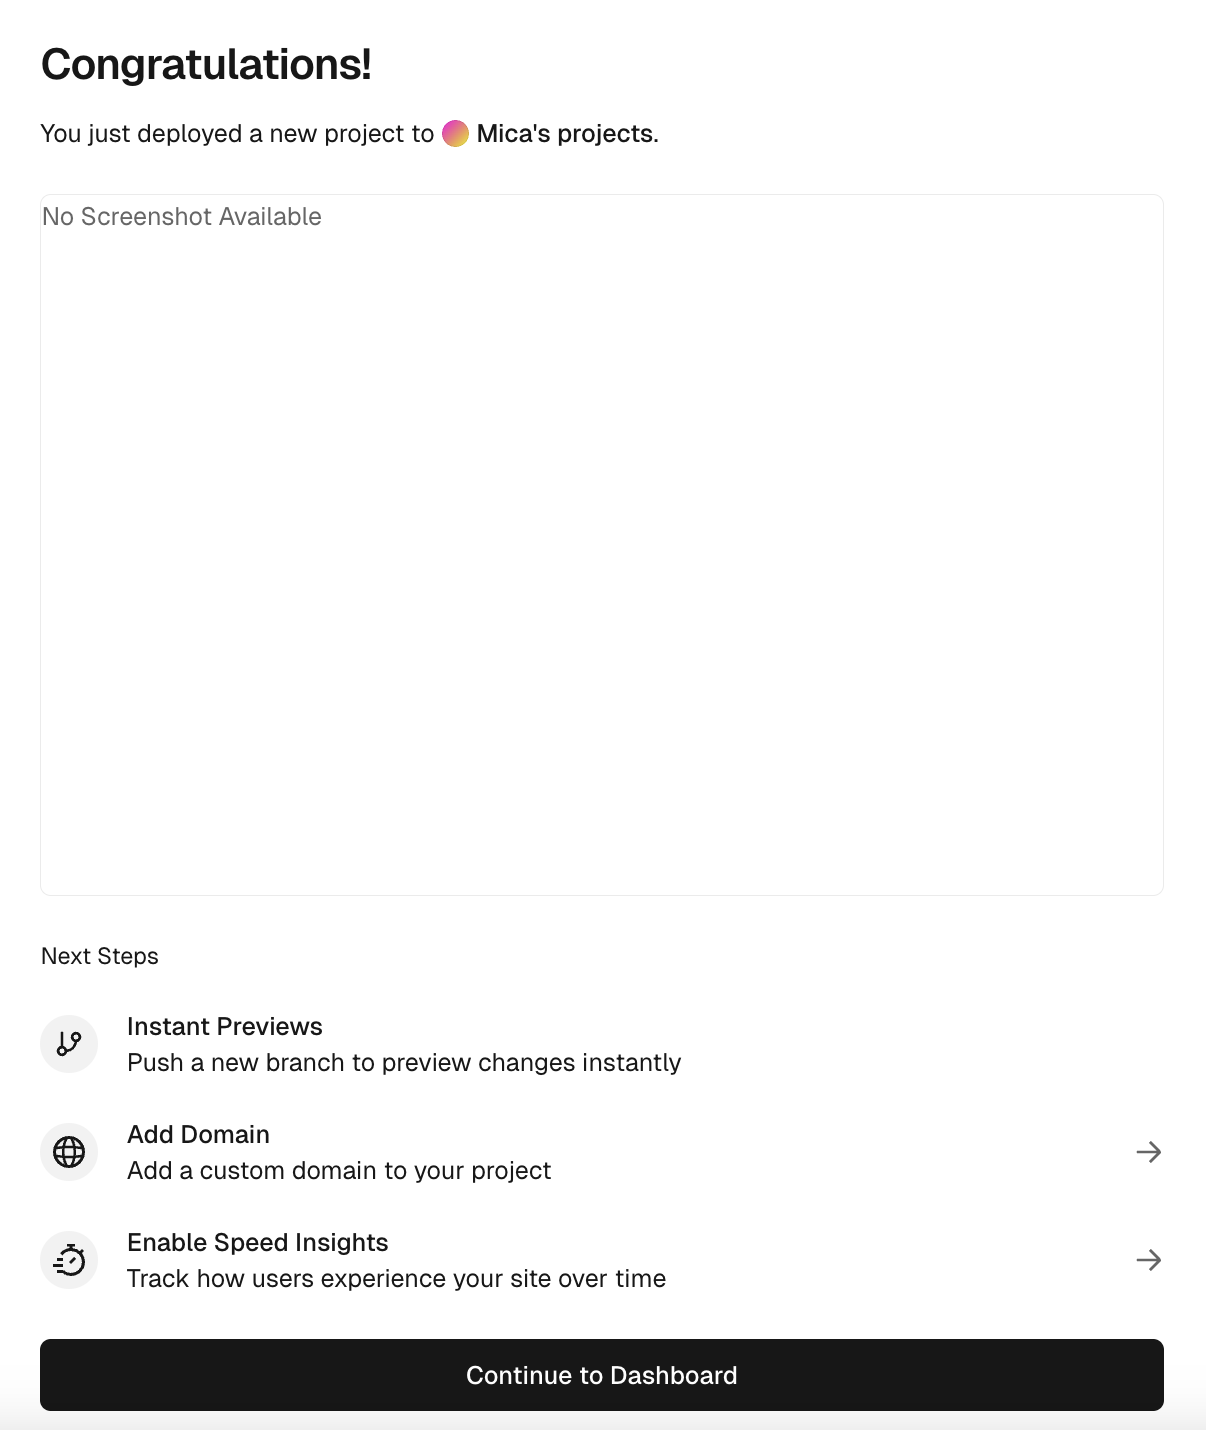 Congratulations!
You just deployed a new project to Mica's projects.
No Screenshot Available
Next Steps
Instant Previews
Push a new branch to preview changes instantly
Add Domain
Add a custom domain to your project
Enable Speed Insights
Track how users experience your site over time
Continue to Dashboard